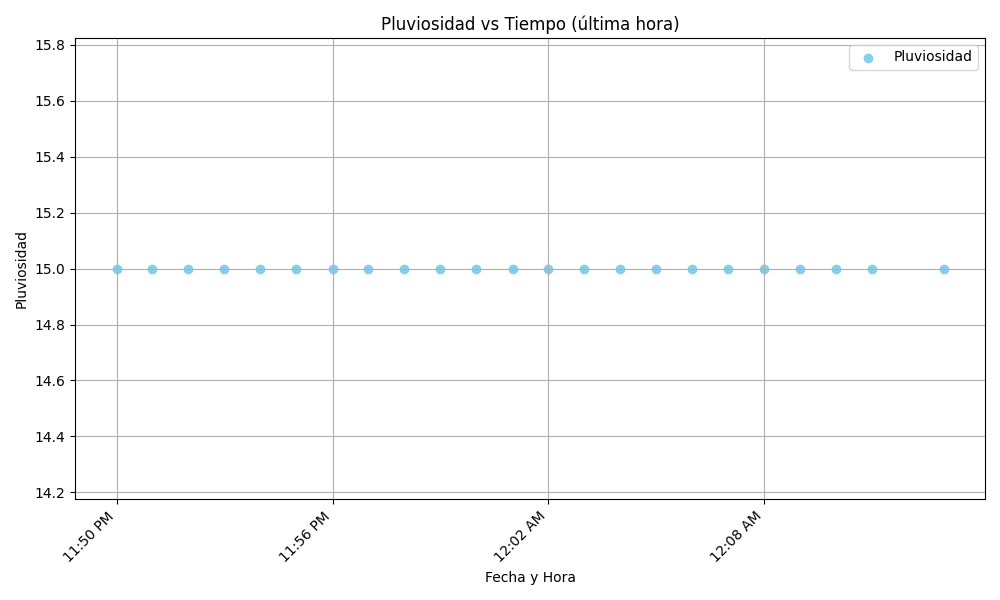 Pluviosidad vs Tiempo (última hora)
Pluviosidad
15.8
15.6
15.4
15.2
15.0
14.8
14.6
14.4
14.2
Pluviosidad
11:50 PM
11:56 PM
12:02 AM
12:08 AM
Fecha y Hora